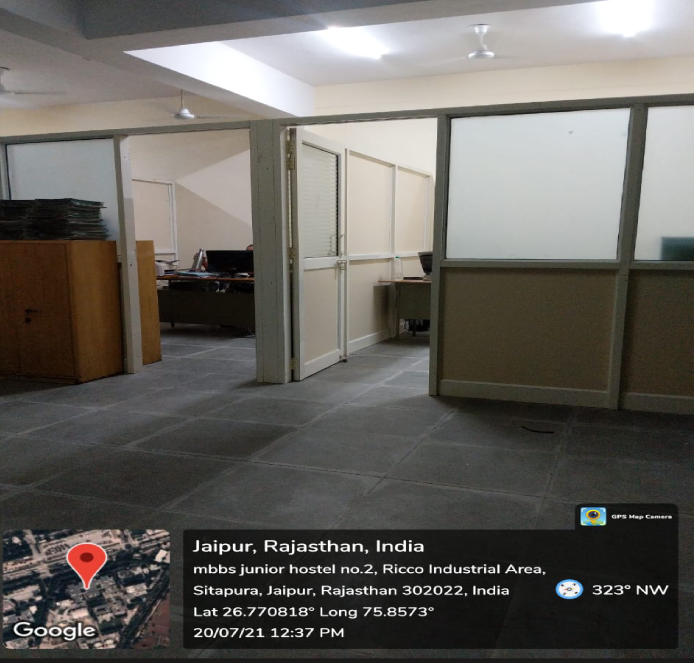 GPS Map Camera
Jaipur, Rajasthan, India
mbbs junior hostel no.2, Ricco Industrial Area,
Sitapura, Jaipur, Rajasthan 302022, India
323° NW
Lat 26.770818° Long 75.8573°
20/07/21 12:37 PM
Google